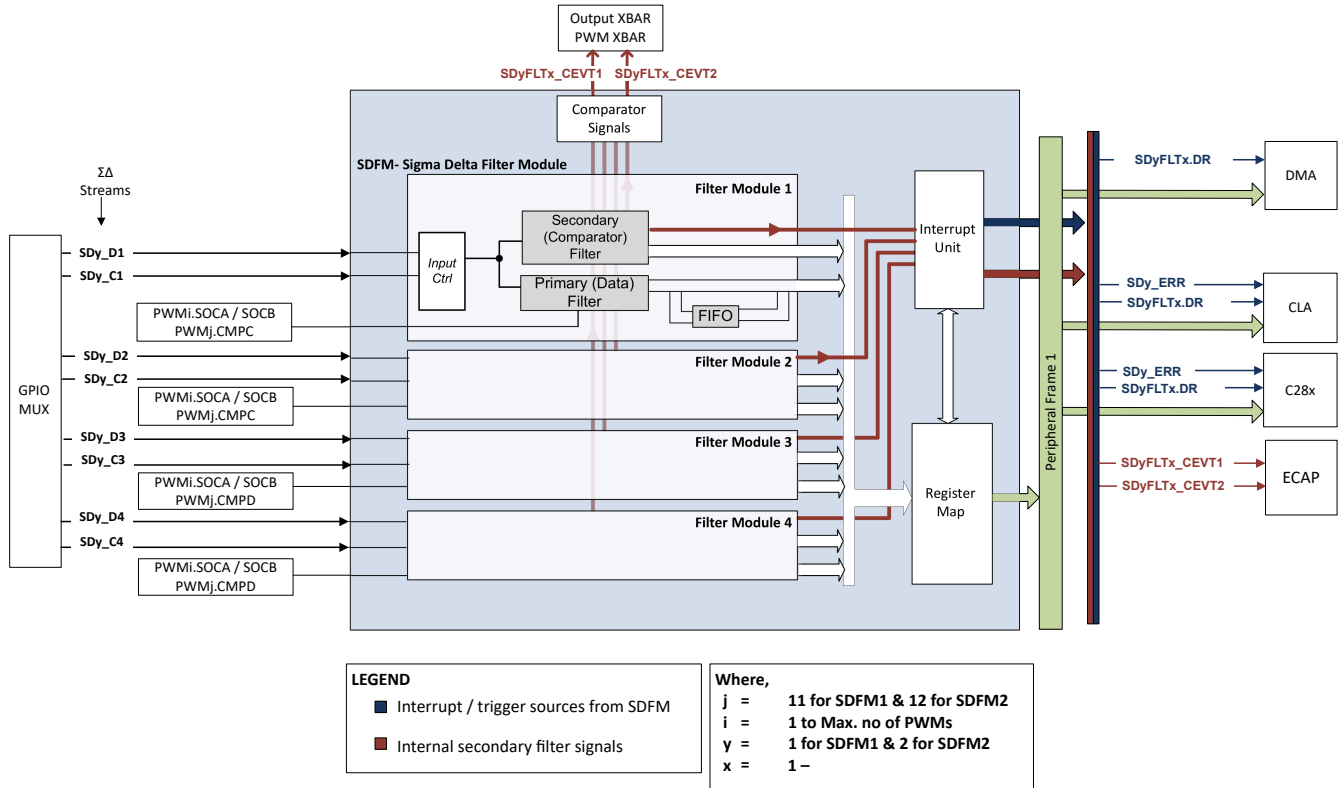 Output XBAR
PWM XBAR
SDyFLTx_CEVT1
SDyFLTx_CEVT2
Comparator
Signals
SDFM- Sigma Delta Filter Module
ΣΔ
Streams
Filter Module 1
Secondary
(Comparator)
Filter
Input
Ctrl
Primary (Data)
Filter
FIFO
Interrupt
Unit
GPIO
MUX
SDy_D1
SDy_C1
PWMi.SOCA / SOCB
PWMj.CMPC
SDy_D2
SDy_C2
Filter Module 2
PWMi.SOCA / SOCB
PWMj.CMPC
SDy_D3
SDy_C3
Filter Module 3
PWMi.SOCA / SOCB
PWMj.CMPD
SDy_D4
SDy_C4
Filter Module 4
PWMi.SOCA / SOCB
PWMj.CMPD
Register
Map
Peripheral Frame 1
SDyFLTx.DR
DMA
SDy_ERR
SDyFLTx.DR
CLA
SDy_ERR
SDyFLTx.DR
C28x
SDyFLTx_CEVT1
SDyFLTx_CEVT2
ECAP
LEGEND
Interrupt / trigger sources from SDFM
Internal secondary filter signals
Where,
j = 11 for SDFM1 & 12 for SDFM2
i = 1 to Max. no of PWMs
y = 1 for SDFM1 & 2 for SDFM2
x = 1 –